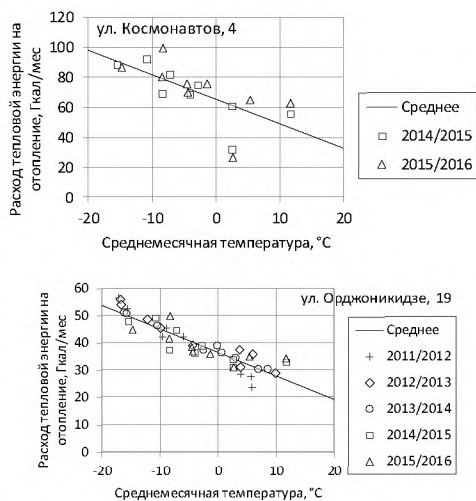 ул. Космонавтов, 4
Расход тепловой энергии на
отопление, Гкал/мес
120
100
80
60
40
20
0
-20 -10 0 10 20
Среднемесячная температура, °C
Среднее
2014/2015
2015/2016
ул. Орджоникидзе, 19
Расход тепловой энергии на
отопление, Гкал/мес
60
50
40
30
20
10
0
-20 -10 0 10 20
Среднемесячная температура, °C
Среднее
2011/2012
2012/2013
2013/2014
2014/2015
2015/2016